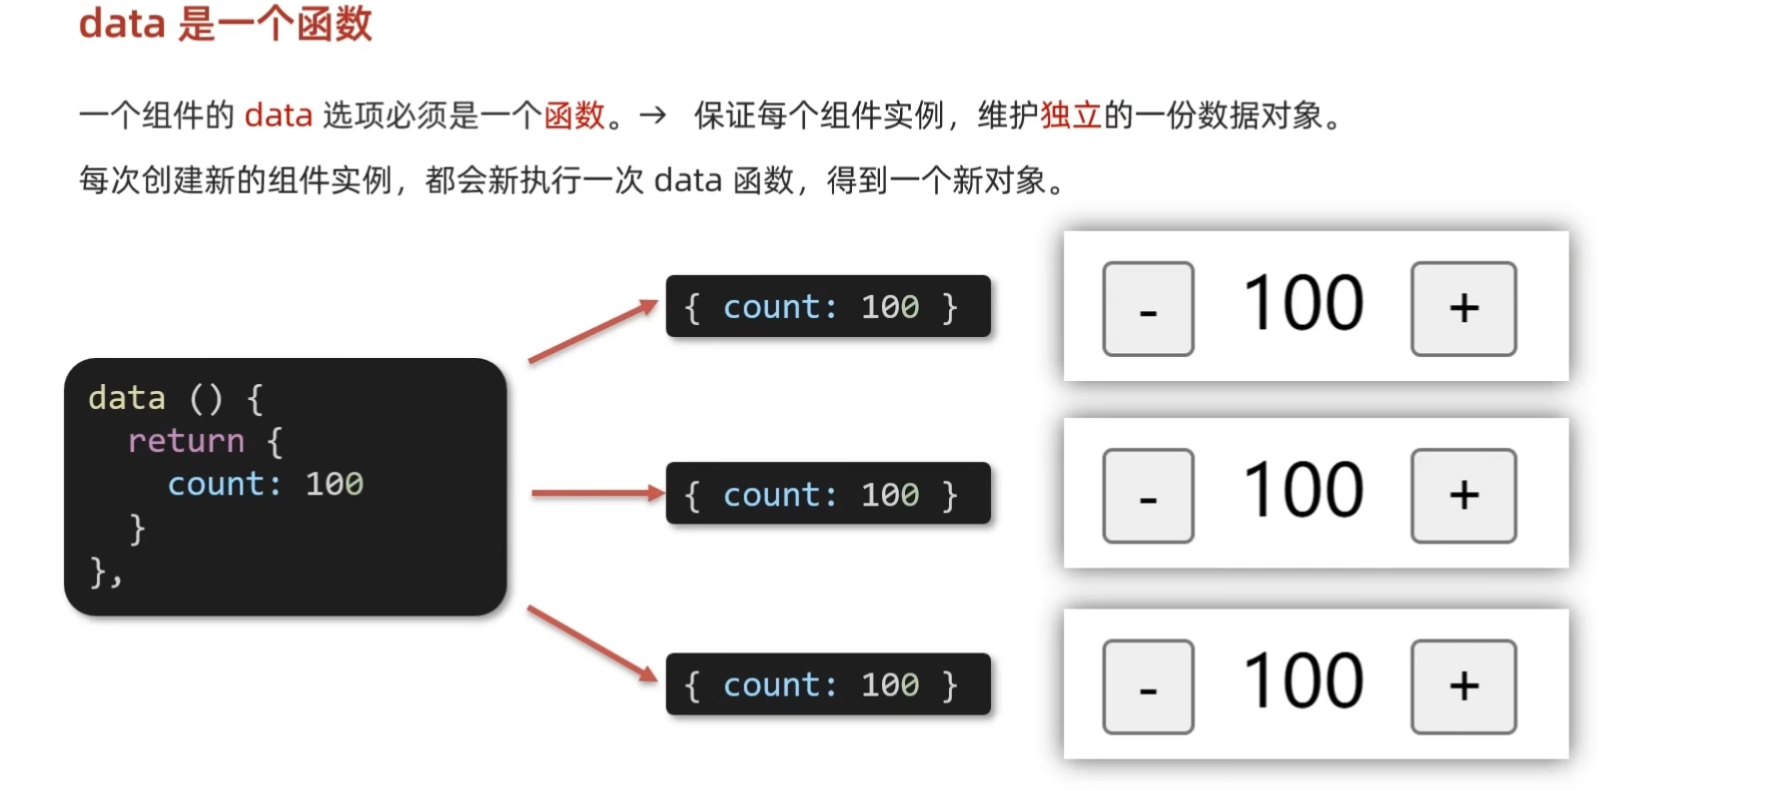 data 是一个函数
一个组件的 data 选项必须是一个函数。→ 保证每个组件实例，维护独立的一份数据对象。
每次创建新的组件实例，都会新执行一次 data 函数，得到一个新对象。
data () {
return {
count: 100
}
},
{ count: 100 }
- 100 +
{ count: 100 }
- 100 +
{ count: 100 }
- 100 +